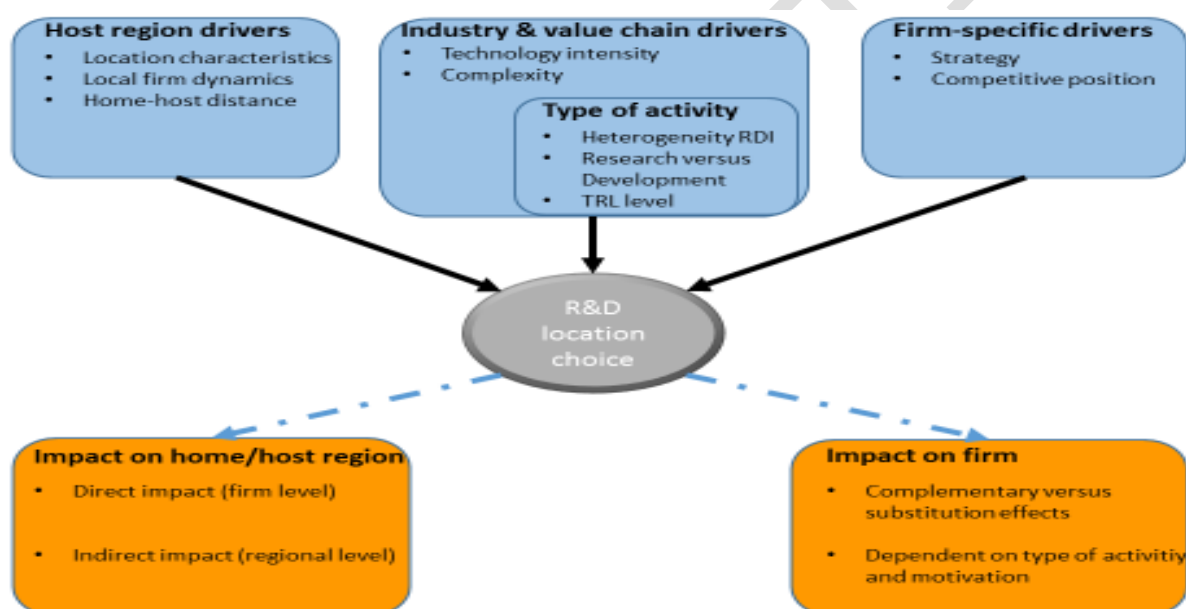 Host region drivers
• Location characteristics
• Local firm dynamics
• Home-host distance
Industry & value chain drivers
• Technology intensity
• Complexity
Type of activity
• Heterogeneity RDI
• Research versus
Development
• TRL level
Firm-specific drivers
• Strategy
• Competitive position
R&D
location
choice
Impact on home/host region
• Direct impact (firm level)
• Indirect impact (regional level)
Impact on firm
• Complementary versus
substitution effects
• Dependent on type of activitiy
and motivation